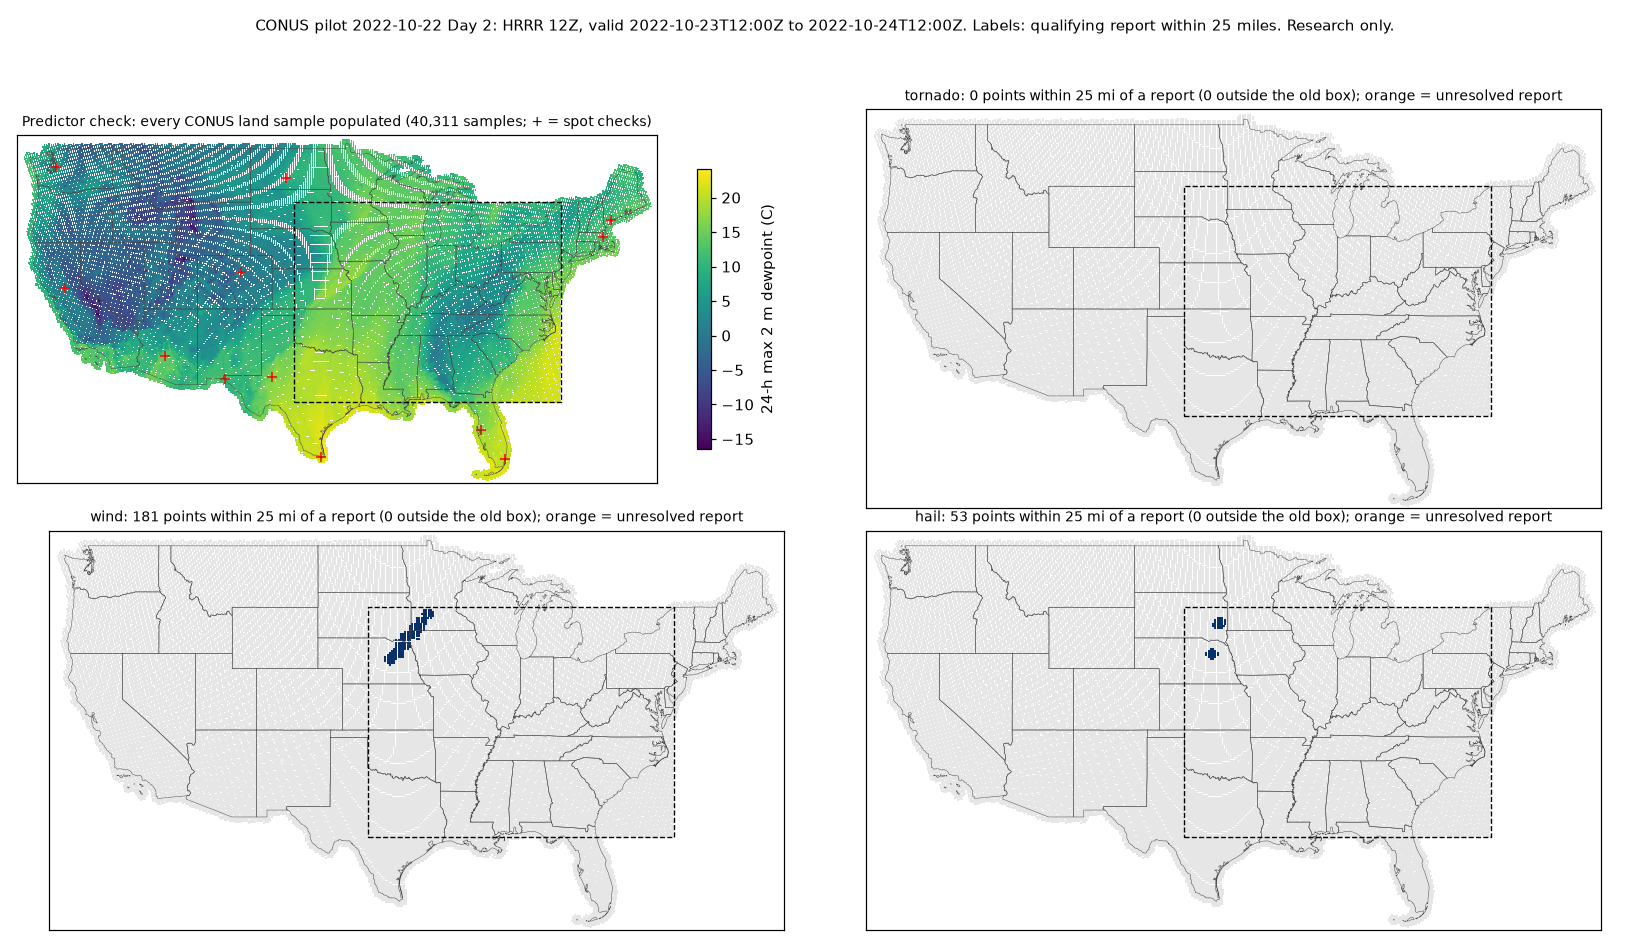 CONUS pilot 2022-10-22 Day 2: HRRR 12Z, valid 2022-10-23T12:00Z to 2022-10-24T12:00Z. Labels: qualifying report within 25 miles. Research only.
Predictor check: every CONUS land sample populated (40,311 samples; + = spot checks)
20
15
10
5
0
−5
−10
−15
24-h max 2 m dewpoint (C)
tornado: 0 points within 25 mi of a report (0 outside the old box); orange = unresolved report
wind: 181 points within 25 mi of a report (0 outside the old box); orange = unresolved report
hail: 53 points within 25 mi of a report (0 outside the old box); orange = unresolved report